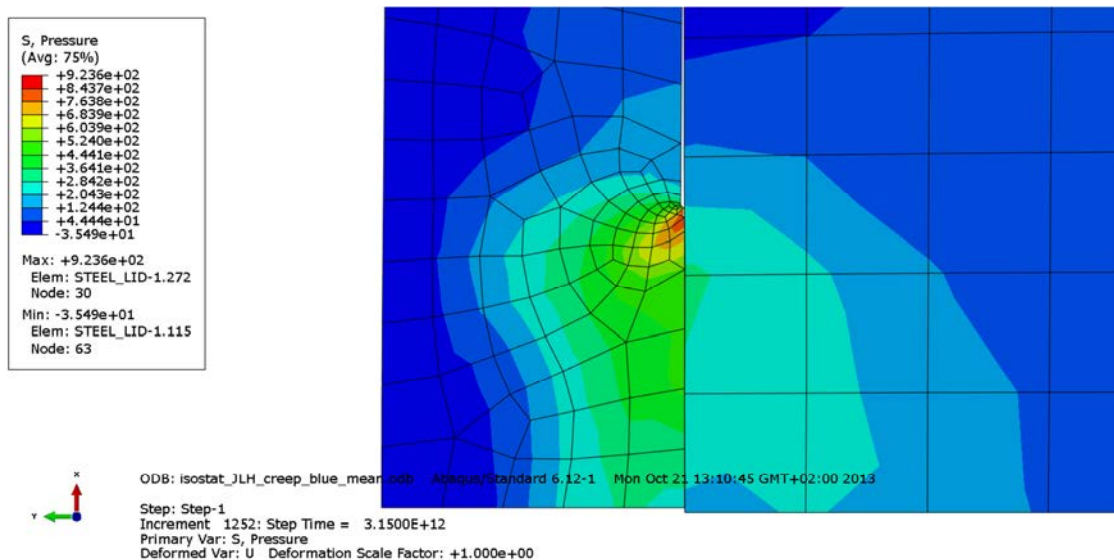 S, Pressure
(Avg: 75%)
+9.236e+02
+8.437e+02
+7.638e+02
+6.839e+02
+6.039e+02
+5.240e+02
+4.441e+02
+3.641e+02
+2.842e+02
+2.043e+02
+1.244e+02
+4.444e+01
-3.549e+01
Max: +9.236e+02
Elem: STEEL_LID-1.272
Node: 30
Min: -3.549e+01
Elem: STEEL_LID-1.115
Node: 63
X
Y
ODB: isostat_JLH_creep_blue_mean.odb Abaqus/Standard 6.12-1 Mon Oct 21 13:10:45 GMT+02:00 2013
Step: Step-1
Increment 1252: Step Time = 3.1500E+12
Primary Var: S, Pressure
Deformed Var: U Deformation Scale Factor: +1.000e+00